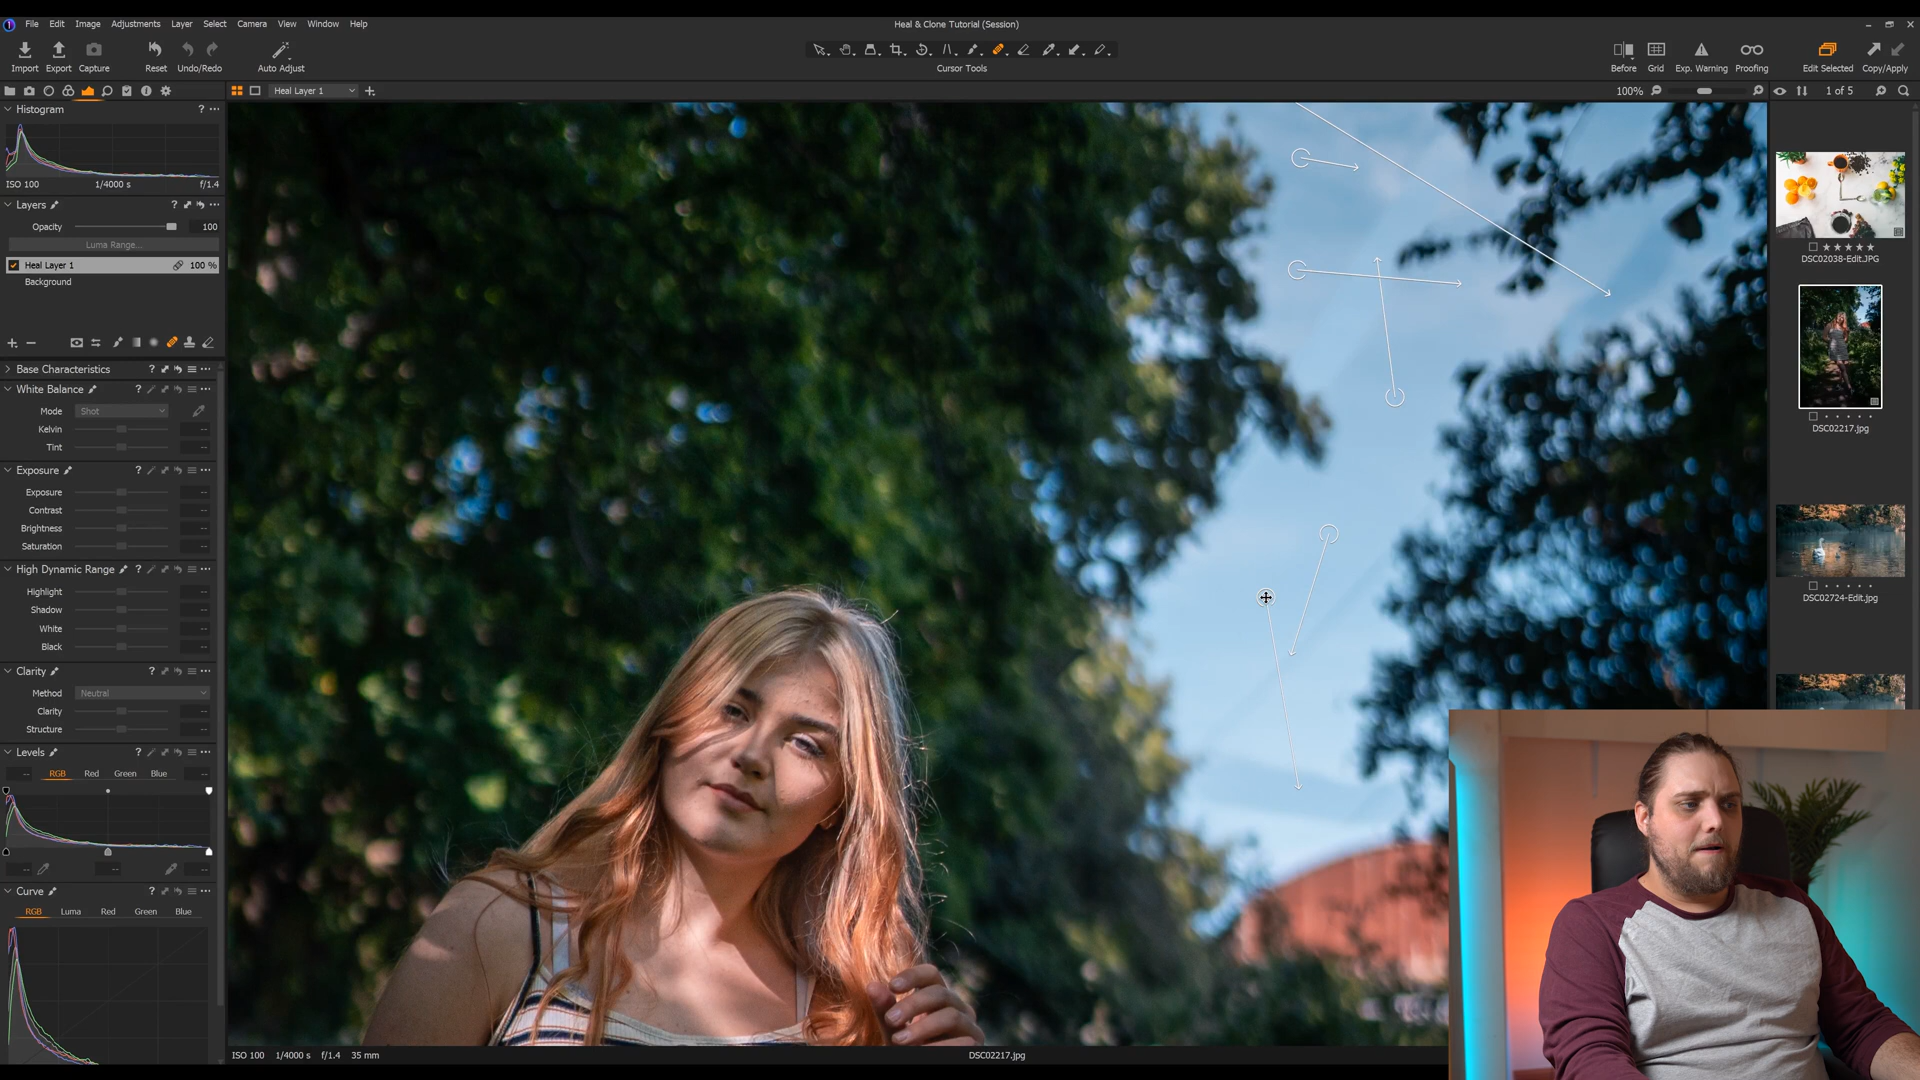 File Edit Image Adjustments Layer Select Camera View Window Help
Heal & Clone Tutorial (Session)
Import Export Capture Reset Undo/Redo Auto Adjust
Cursor Tools
Before Grid Exp. Warning Proofing Edit Selected Copy/Apply
Heal Layer 1
100%
1 of 5
Histogram
ISO 100 1/4000 s f/1.4
Layers
Opacity 100
Luma Range...
Heal Layer 1 100 %
Background
Base Characteristics
White Balance
Mode Shot
Kelvin --
Tint --
Exposure
Exposure --
Contrast --
Brightness --
Saturation --
High Dynamic Range
Highlight --
Shadow --
White --
Black --
Clarity
Method Neutral
Clarity --
Structure --
Levels
-- RGB Red Green Blue --
-- -- --
Curve
RGB Luma Red Green Blue
DSC02038-Edit.JPG
DSC02217.jpg
DSC02724-Edit.jpg
ISO 100 1/4000 s f/1.4 35 mm
DSC02217.jpg